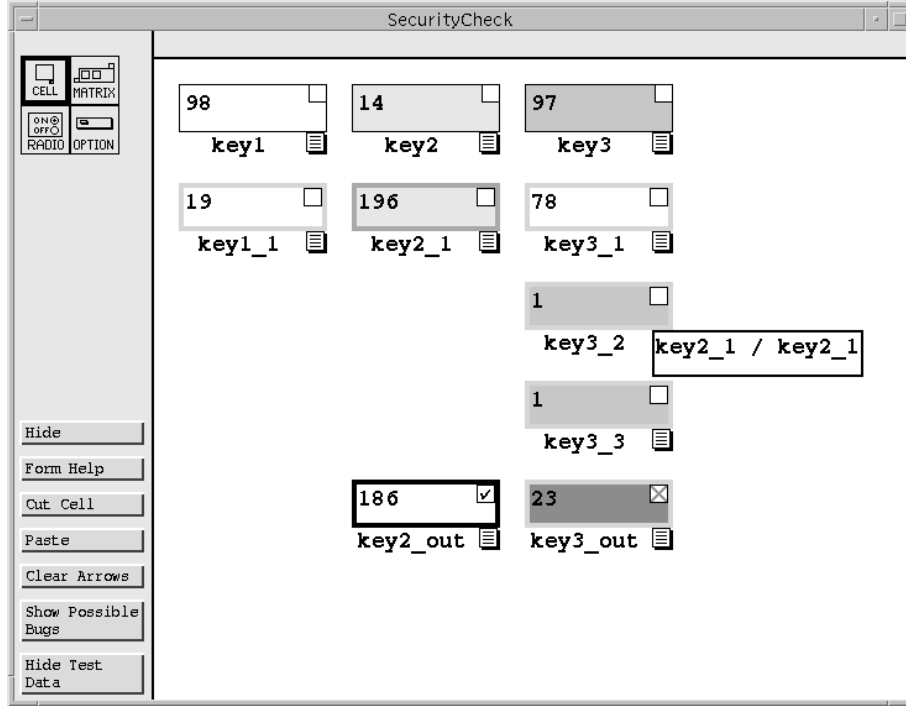 SecurityCheck
CELL
MATRIX
ON
OFF
RADIO
OPTION
98
14
97
key1
key2
key3
19
196
78
key1_1
key2_1
key3_1
1
key3_2
key2_1 / key2_1
1
key3_3
186
23
key2_out
key3_out
Hide
Form Help
Cut Cell
Paste
Clear Arrows
Show Possible
Bugs
Hide Test
Data